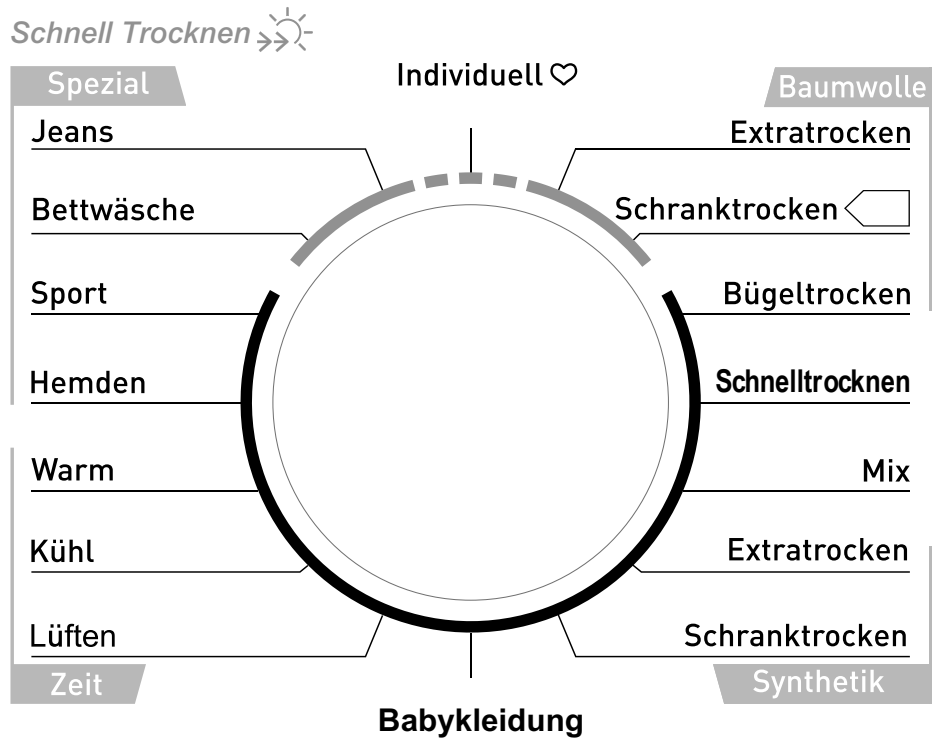 Schnell Trocknen
Individuell
Spezial
Jeans
Bettwäsche
Sport
Hemden
Warm
Kühl
Lüften
Zeit
Baumwolle
Extratrocken
Schranktrocken
Bügeltrocken
Schnelltrocknen
Mix
Extratrocken
Schranktrocken
Synthetik
Babykleidung